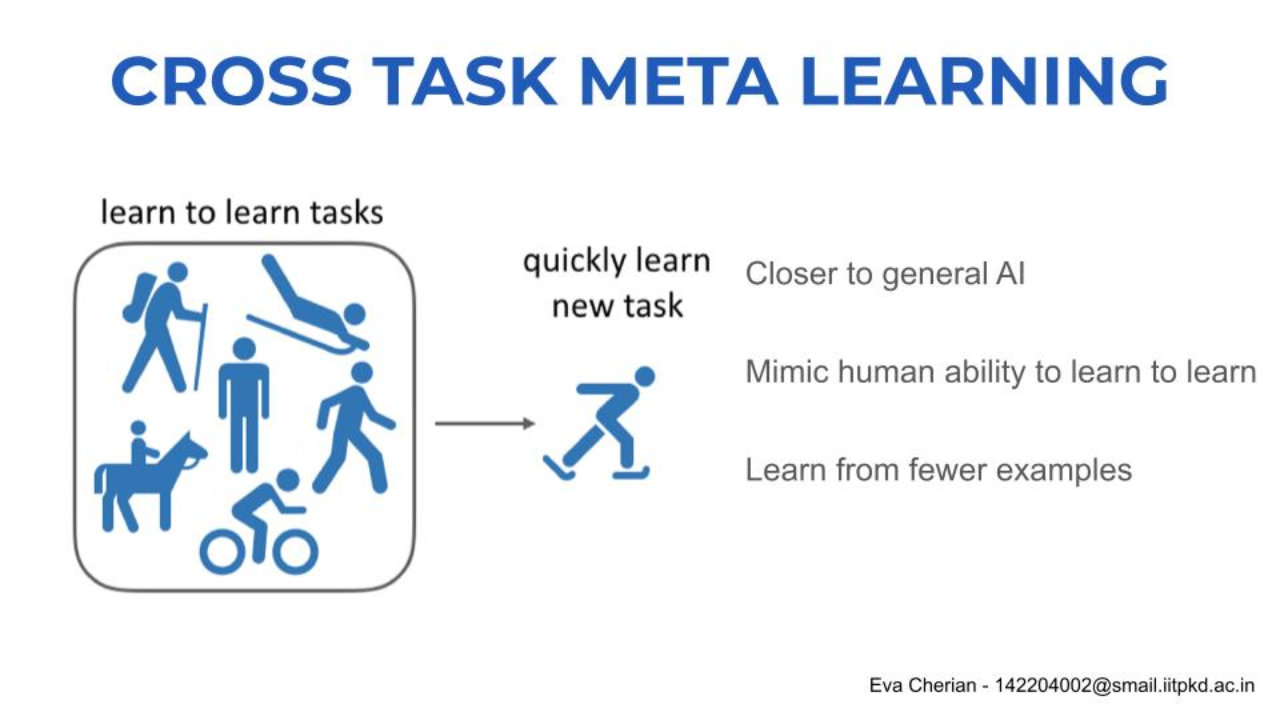 CROSS TASK META LEARNING
learn to learn tasks
quickly learn
new task
Closer to general AI
Mimic human ability to learn to learn
Learn from fewer examples
Eva Cherian - 142204002@smail.iitpkd.ac.in